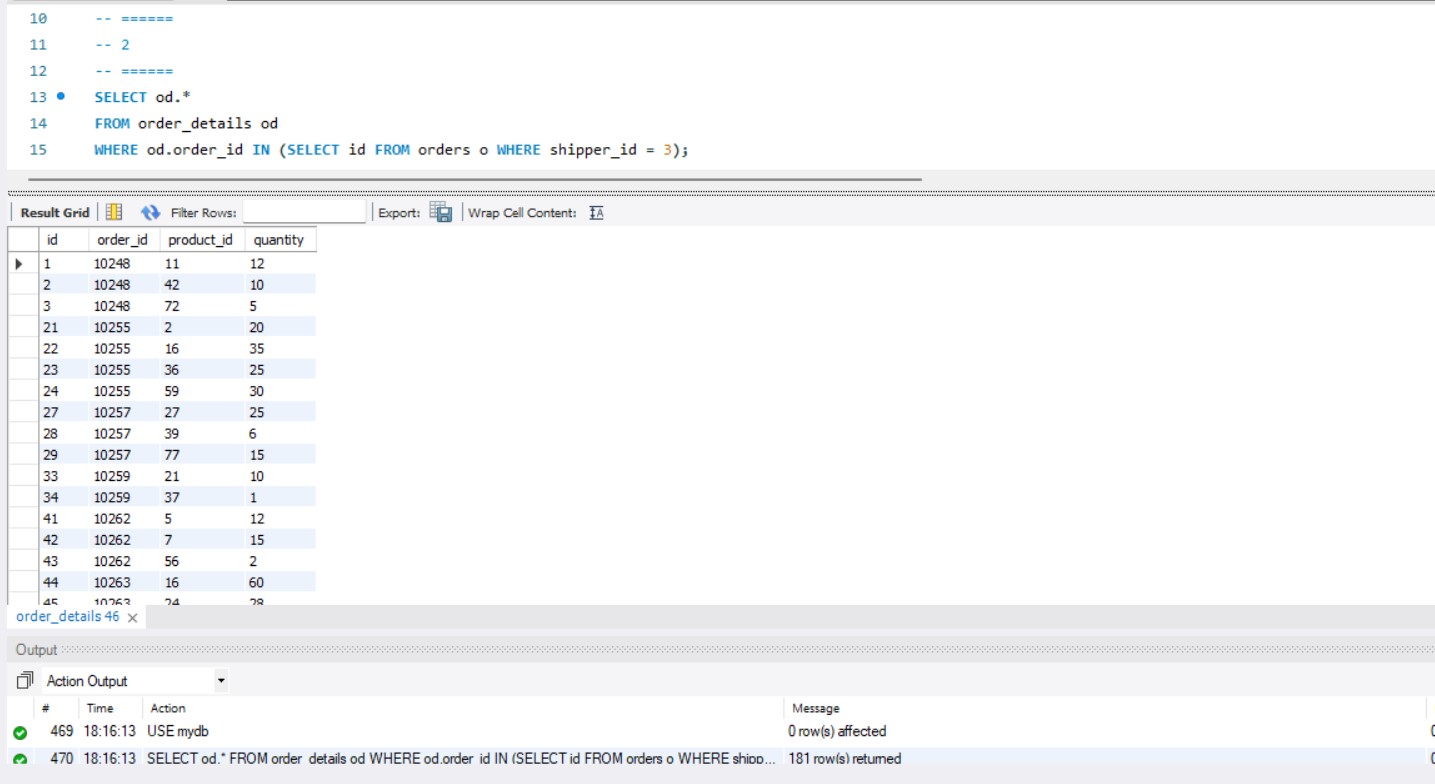 10 -- ======
11 -- 2
12 -- ======
13 SELECT od.*
14 FROM order_details od
15 WHERE od.order_id IN (SELECT id FROM orders o WHERE shipper_id = 3);
Result Grid Filter Rows: Export: Wrap Cell Content: IA
id order_id product_id quantity
1 10248 11 12
2 10248 42 10
3 10248 72 5
21 10255 2 20
22 10255 16 35
23 10255 36 25
24 10255 59 30
27 10257 27 25
28 10257 39 6
29 10257 77 15
33 10259 21 10
34 10259 37 1
41 10262 5 12
42 10262 7 15
43 10262 56 2
44 10263 16 60
45 10263 24 28
order_details 46
Output
Action Output
# Time Action Message
469 18:16:13 USE mydb 0 row(s) affected
470 18:16:13 SELECT od.* FROM order_details od WHERE od.order_id IN (SELECT id FROM orders o WHERE shipp... 181 row(s) returned